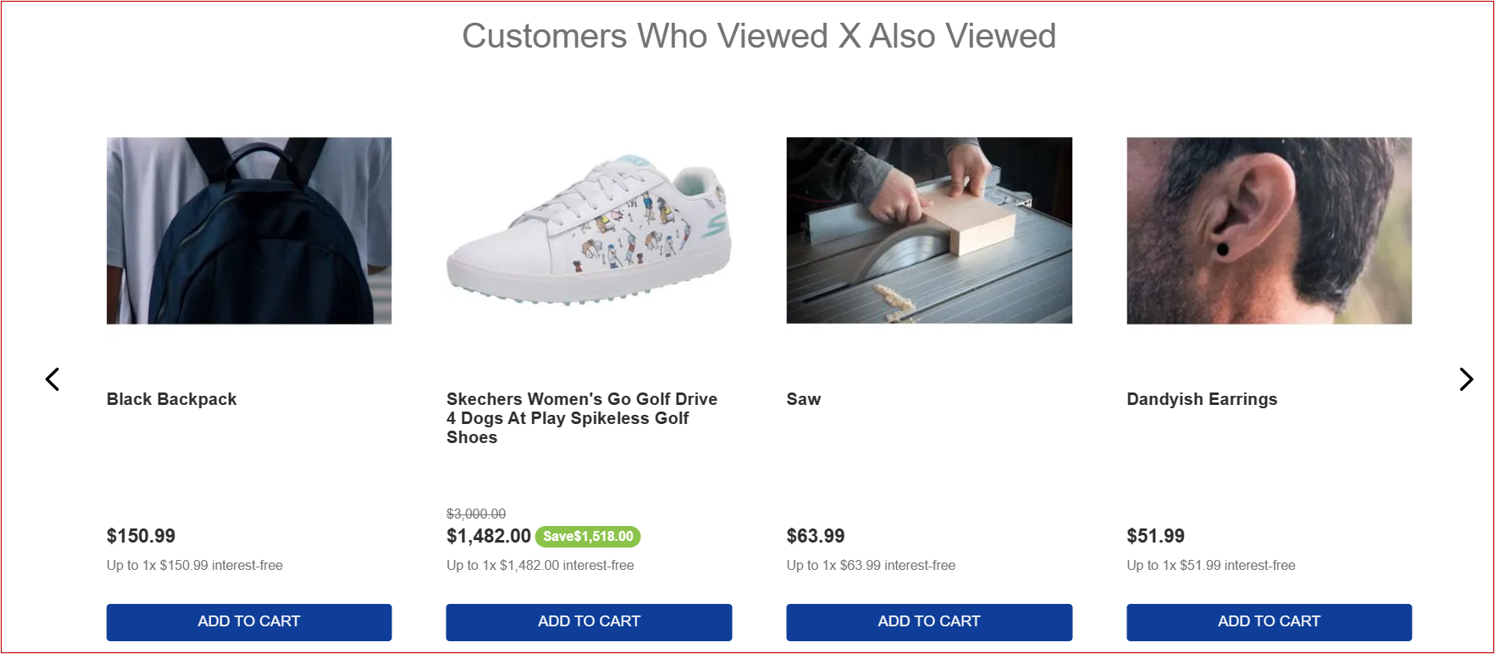 Customers Who Viewed X Also Viewed
Black Backpack
$150.99
Up to 1x $150.99 interest-free
ADD TO CART
Skechers Women's Go Golf Drive
4 Dogs At Play Spikeless Golf
Shoes
$3,000.00
$1,482.00 Save$1,518.00
Up to 1x $1,482.00 interest-free
ADD TO CART
Saw
$63.99
Up to 1x $63.99 interest-free
ADD TO CART
Dandyish Earrings
$51.99
Up to 1x $51.99 interest-free
ADD TO CART